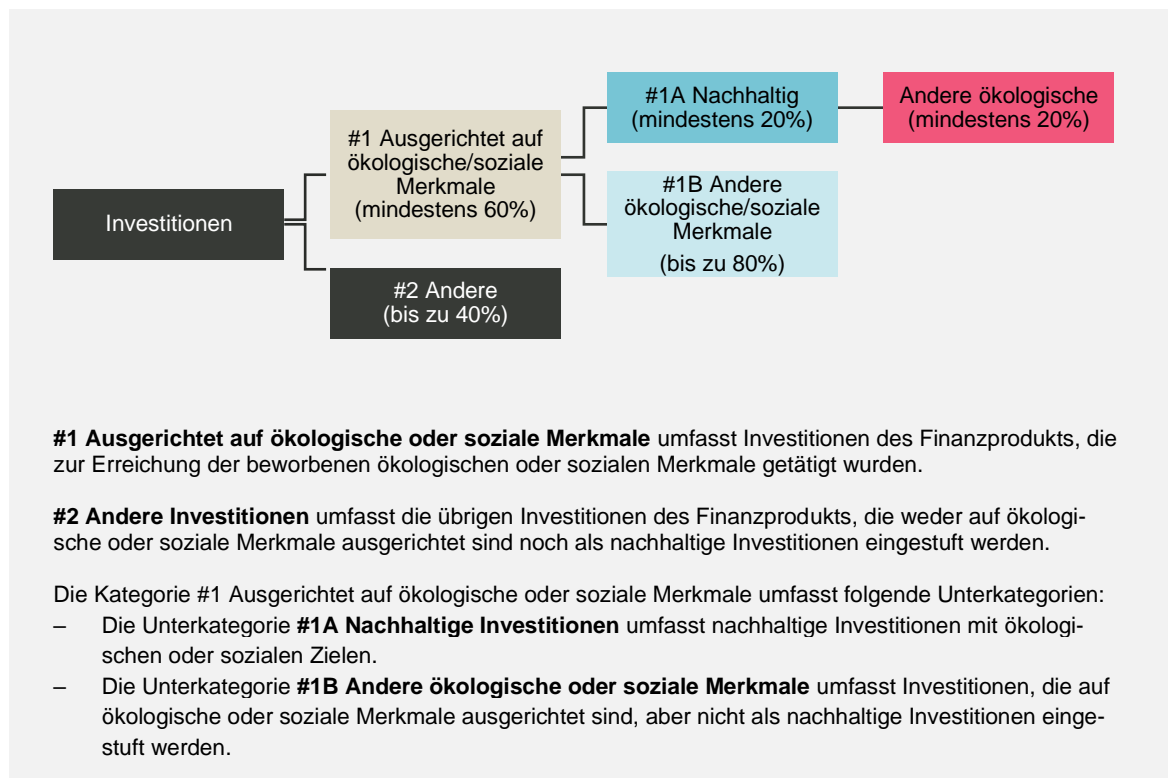 #1A Nachhaltig
(mindestens 20%)
Andere ökologische
(mindestens 20%)
#1 Ausgerichtet auf
ökologische/soziale
Merkmale
(mindestens 60%)
#1B Andere
ökologische/soziale
Merkmale
(bis zu 80%)
Investitionen
#2 Andere
(bis zu 40%)
#1 Ausgerichtet auf ökologische oder soziale Merkmale umfasst Investitionen des Finanzprodukts, die
zur Erreichung der beworbenen ökologischen oder sozialen Merkmale getätigt wurden.
#2 Andere Investitionen umfasst die übrigen Investitionen des Finanzprodukts, die weder auf ökologi-
sche oder soziale Merkmale ausgerichtet sind noch als nachhaltige Investitionen eingestuft werden.
Die Kategorie #1 Ausgerichtet auf ökologische oder soziale Merkmale umfasst folgende Unterkategorien:
– Die Unterkategorie #1A Nachhaltige Investitionen umfasst nachhaltige Investitionen mit ökologi-
schen oder sozialen Zielen.
– Die Unterkategorie #1B Andere ökologische oder soziale Merkmale umfasst Investitionen, die auf
ökologische oder soziale Merkmale ausgerichtet sind, aber nicht als nachhaltige Investitionen einge-
stuft werden.